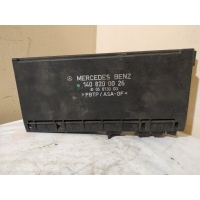 MERCEDES BENZ
140 820 00 26
>PBTP/ASA-GF<